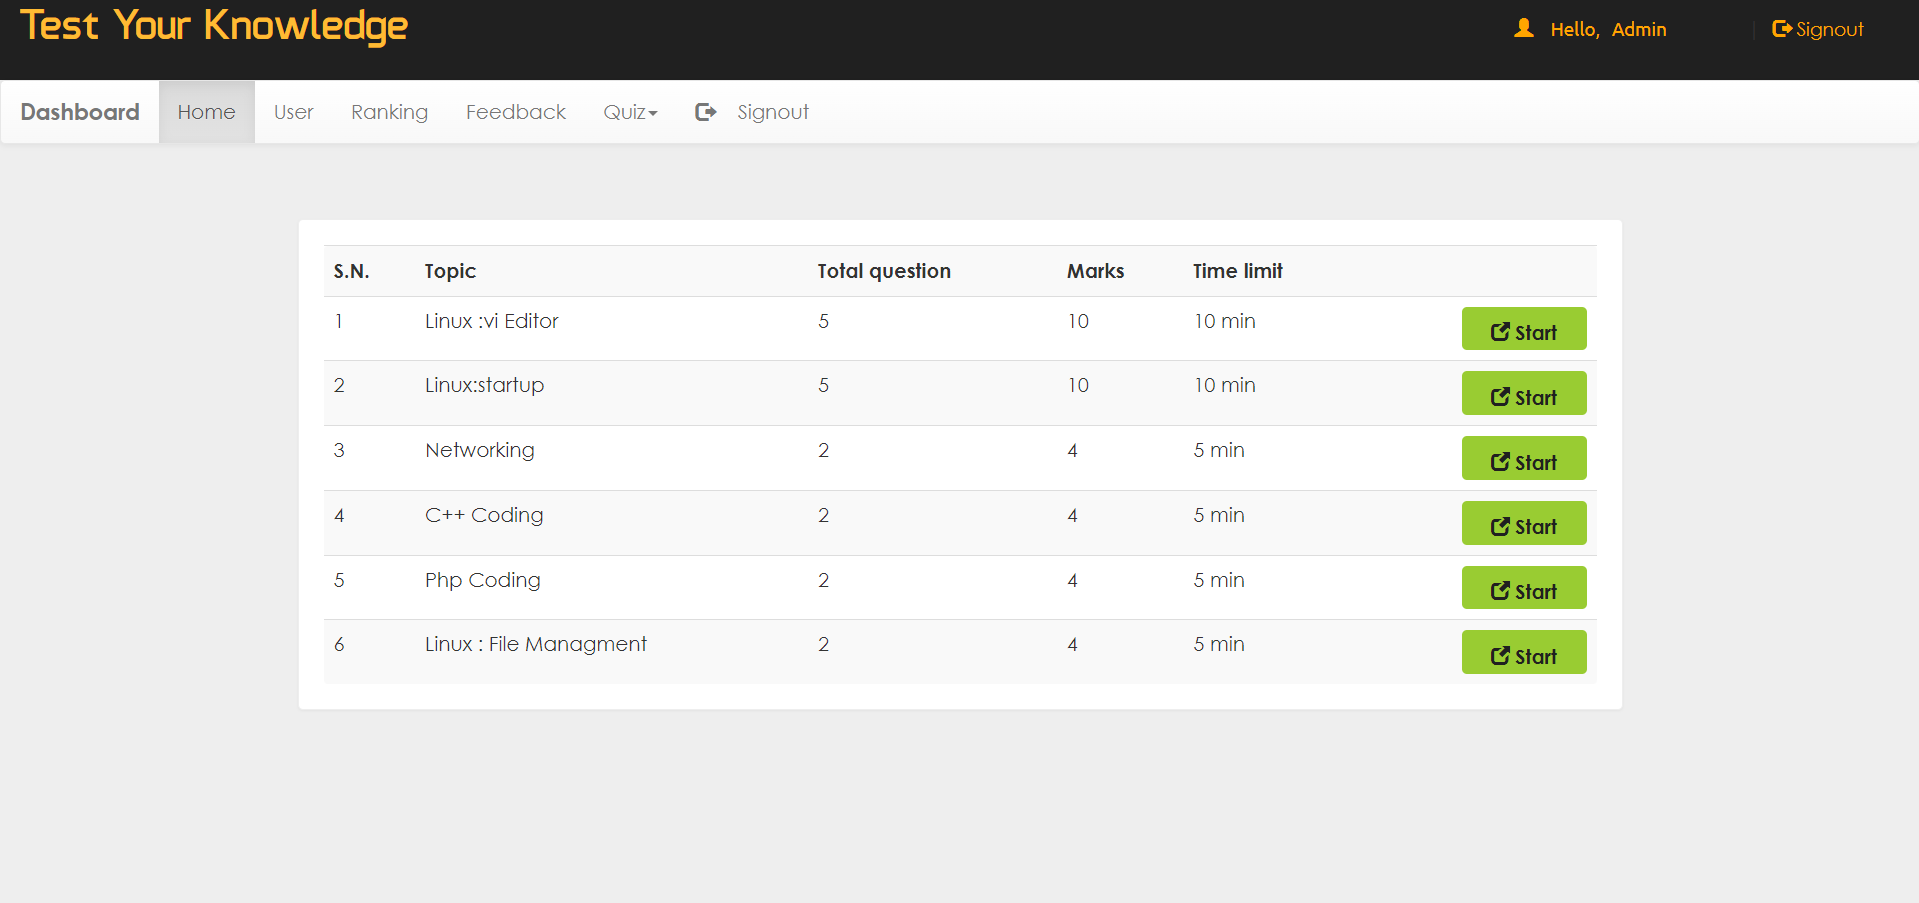 Test Your Knowledge
Hello, Admin | Signout
Dashboard Home User Ranking Feedback Quiz Signout
S.N. Topic Total question Marks Time limit
1 Linux :vi Editor 5 10 10 min Start
2 Linux:startup 5 10 10 min Start
3 Networking 2 4 5 min Start
4 C++ Coding 2 4 5 min Start
5 Php Coding 2 4 5 min Start
6 Linux : File Managment 2 4 5 min Start